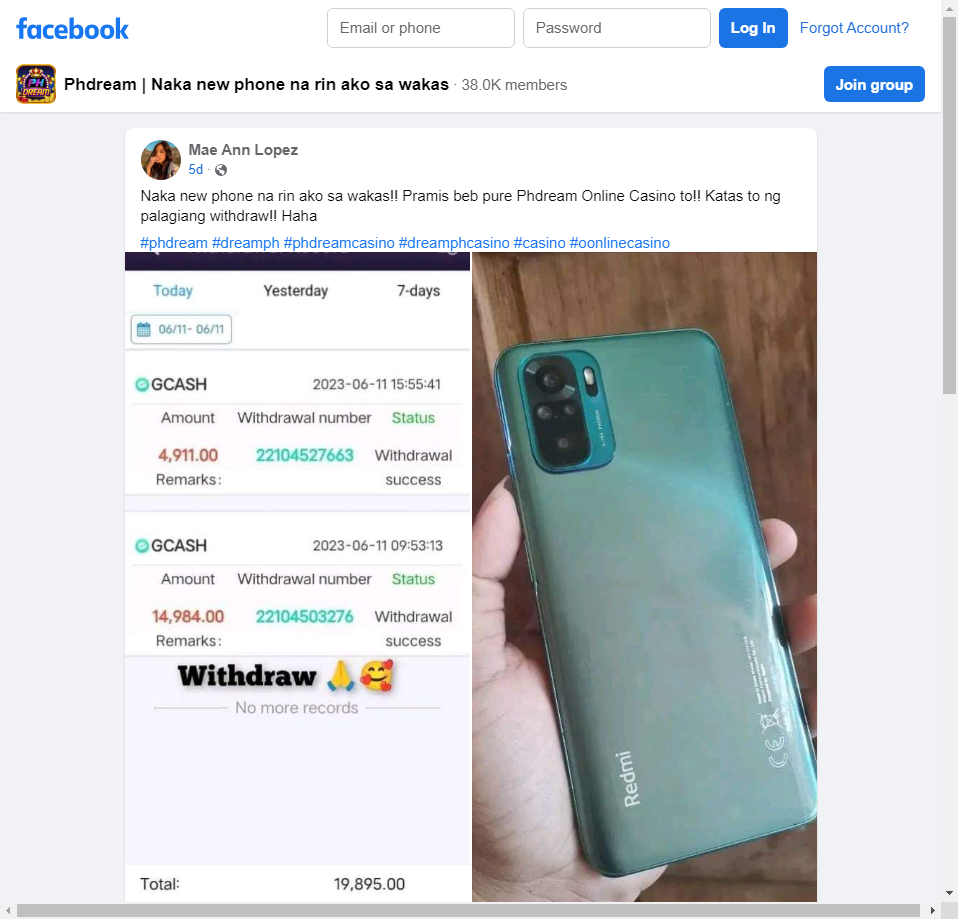 facebook
Email or phone
Password
Log In
Forgot Account?
PH
DREAM
Phdream | Naka new phone na rin ako sa wakas · 38.0K members
Join group
Mae Ann Lopez
5d ·
Naka new phone na rin ako sa wakas!! Pramis beb pure Phdream Online Casino to!! Katas to ng
palagiang withdraw!! Haha
#phdream #dreamph #phdreamcasino #dreamphcasino #casino #oonlinecasino
Today Yesterday 7-days
06/11- 06/11
GCASH 2023-06-11 15:55:41
Amount Withdrawal number Status
4,911.00 22104527663 Withdrawal
Remarks: success
GCASH 2023-06-11 09:53:13
Amount Withdrawal number Status
14,984.00 22104503276 Withdrawal
Remarks: success
Withdraw 🙏🥰
No more records
Total: 19,895.00
Redmi
CE